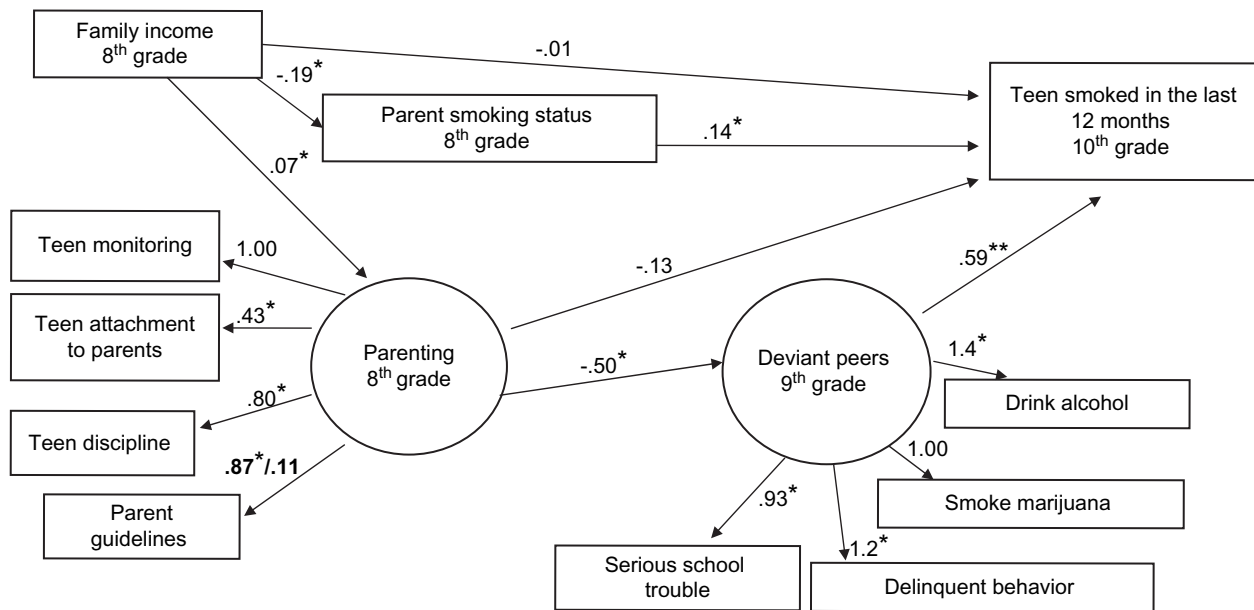 Family income
8th grade
-.01
-.19*
Parent smoking status
8th grade
.14*
Teen smoked in the last
12 months
10th grade
.07*
Teen monitoring
1.00
Teen attachment
to parents
.43*
Teen discipline
.80*
Parent
guidelines
.87*/.11
Parenting
8th grade
-.13
-.50*
Deviant peers
9th grade
.59**
1.4*
Drink alcohol
1.00
Smoke marijuana
.93*
Serious school
trouble
1.2*
Delinquent behavior